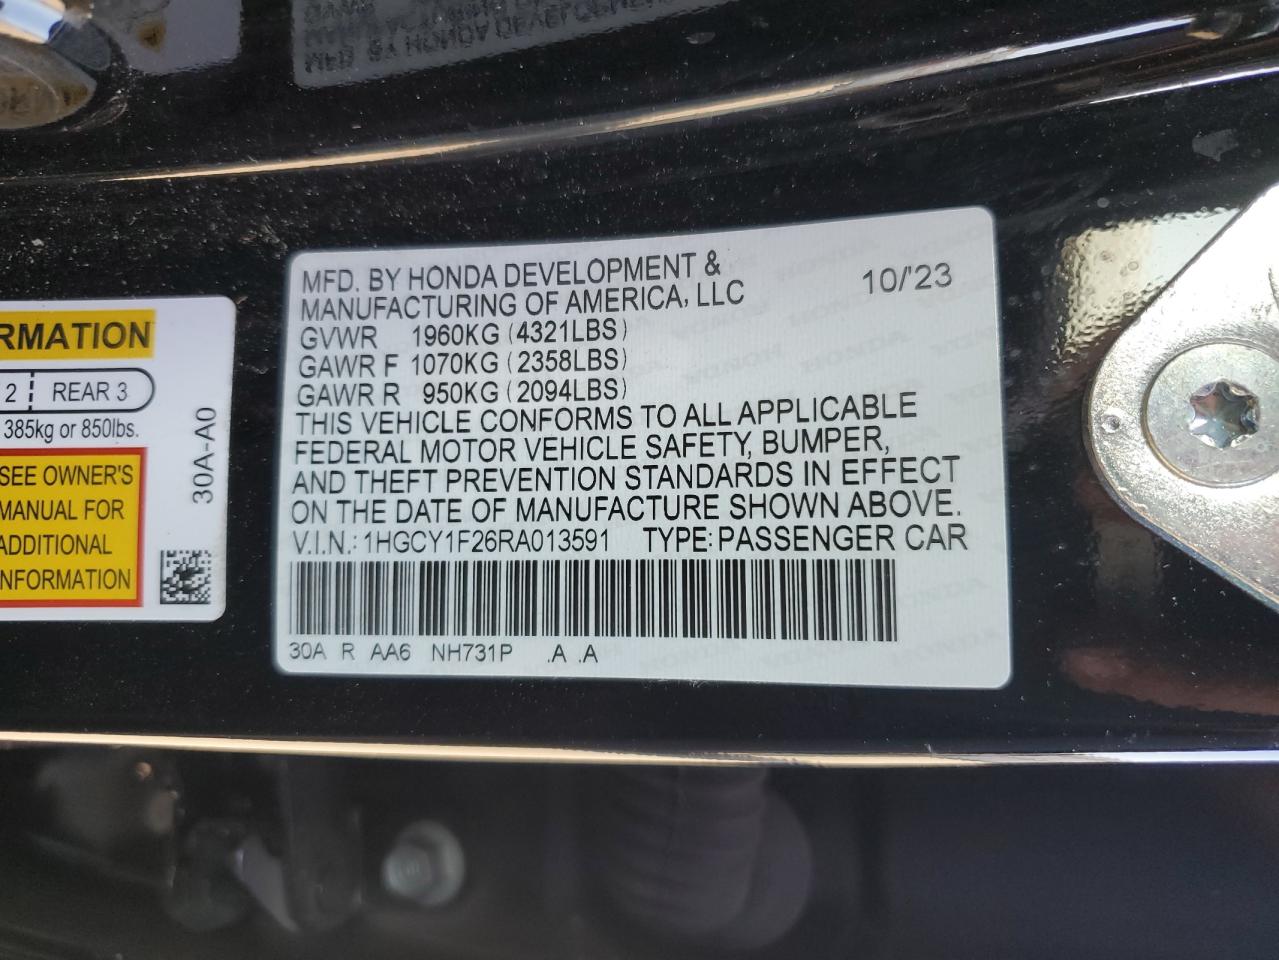 RMATION
2 REAR 3
385kg or 850lbs.
SEE OWNER'S
MANUAL FOR
ADDITIONAL
INFORMATION
30A-A0
MFD. BY HONDA DEVELOPMENT &
MANUFACTURING OF AMERICA, LLC 10/'23
GVWR 1960KG (4321LBS)
GAWR F 1070KG (2358LBS)
GAWR R 950KG (2094LBS)
THIS VEHICLE CONFORMS TO ALL APPLICABLE
FEDERAL MOTOR VEHICLE SAFETY, BUMPER,
AND THEFT PREVENTION STANDARDS IN EFFECT
ON THE DATE OF MANUFACTURE SHOWN ABOVE.
V.I.N.: 1HGCY1F26RA013591 TYPE: PASSENGER CAR
30A R AA6 NH731P .A .A